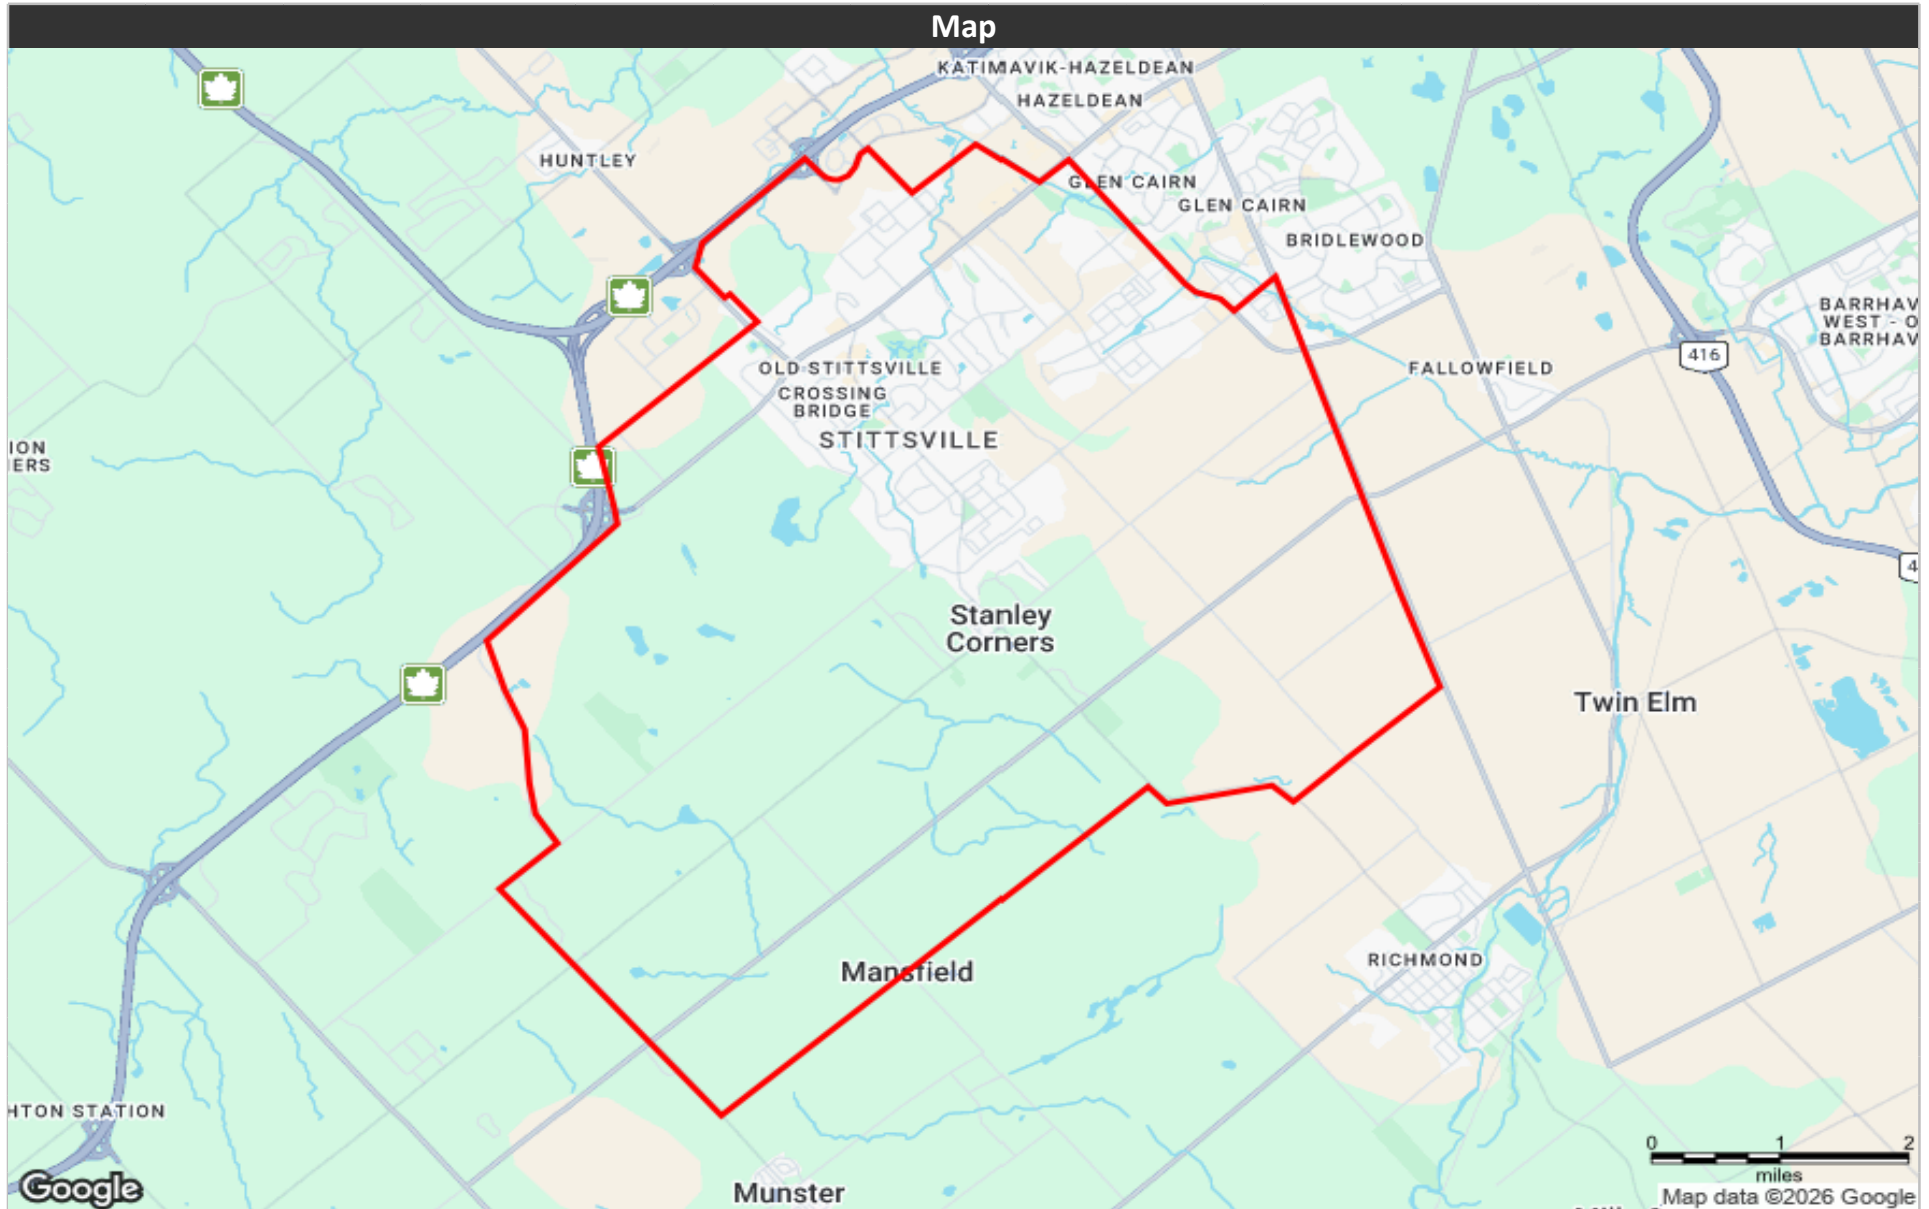 Map
KATIMAVIK-HAZELDEAN
HAZELDEAN
HUNTLEY
GLEN CAIRN
GLEN CAIRN
BRIDLEWOOD
BARRHAV
WEST - O
BARRHAV
416
OLD STITTSVILLE
FALLOWFIELD
CROSSING
BRIDGE
STITTSVILLE
ION
IERS
4
Stanley
Corners
Twin Elm
Mansfield
RICHMOND
HTON STATION
Munster
0 1 2
miles
Google
Map data ©2026 Google